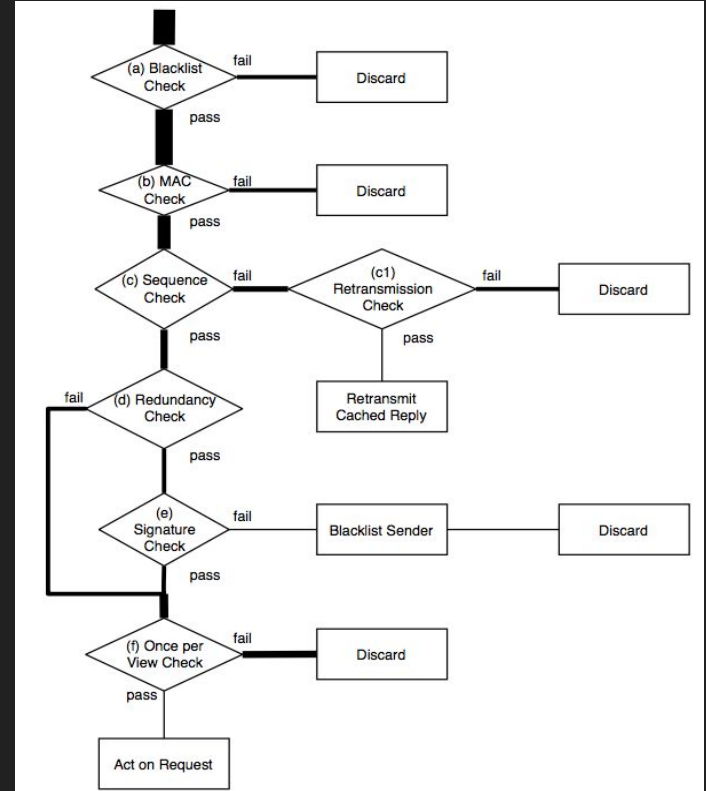 (a) Blacklist
Check
fail
Discard
pass
(b) MAC
Check
fail
Discard
pass
(c) Sequence
Check
fail
(c1)
Retransmission
Check
fail
Discard
pass
pass
Retransmit
Cached Reply
fail
(d) Redundancy
Check
pass
(e)
Signature
Check
fail
Blacklist Sender
Discard
pass
(f) Once per
View Check
fail
Discard
pass
Act on Request